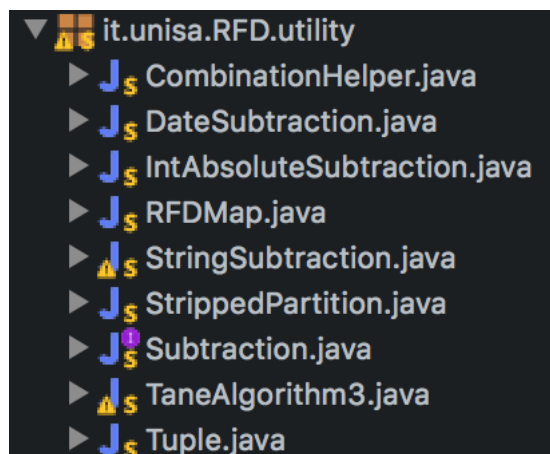 it.unisa.RFD.utility
CombinationHelper.java
DateSubtraction.java
IntAbsoluteSubtraction.java
RFDMap.java
StringSubtraction.java
StrippedPartition.java
Subtraction.java
TaneAlgorithm3.java
Tuple.java